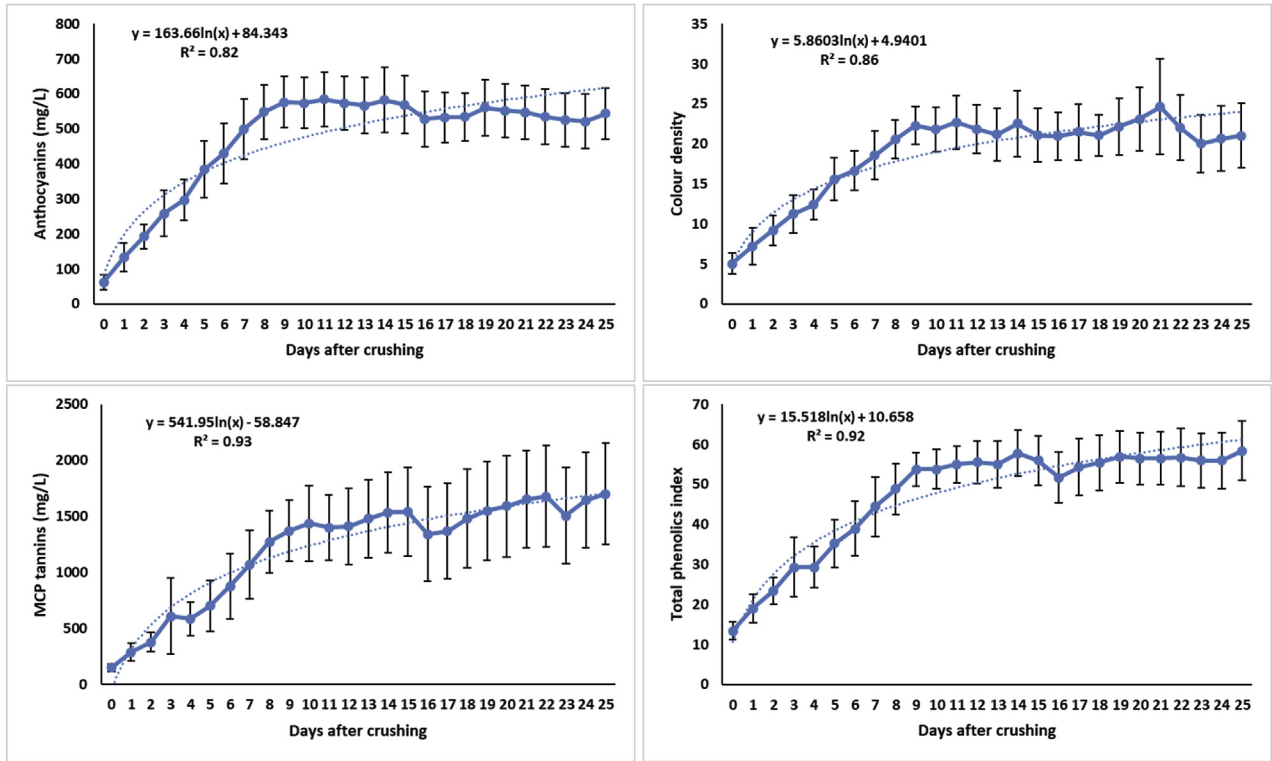 y = 163.66ln(x) + 84.343
R² = 0.82
800
700
600
500
400
300
200
100
0
Anthocyanins (mg/L)
0 1 2 3 4 5 6 7 8 9 10 11 12 13 14 15 16 17 18 19 20 21 22 23 24 25
Days after crushing
y = 5.8603ln(x) + 4.9401
R² = 0.86
35
30
25
20
15
10
5
0
Colour density
0 1 2 3 4 5 6 7 8 9 10 11 12 13 14 15 16 17 18 19 20 21 22 23 24 25
Days after crushing
y = 541.95ln(x) - 58.847
R² = 0.93
2500
2000
1500
1000
500
0
MCP tannins (mg/L)
0 1 2 3 4 5 6 7 8 9 10 11 12 13 14 15 16 17 18 19 20 21 22 23 24 25
Days after crushing
y = 15.518ln(x) + 10.658
R² = 0.92
70
60
50
40
30
20
10
0
Total phenolics index
0 1 2 3 4 5 6 7 8 9 10 11 12 13 14 15 16 17 18 19 20 21 22 23 24 25
Days after crushing